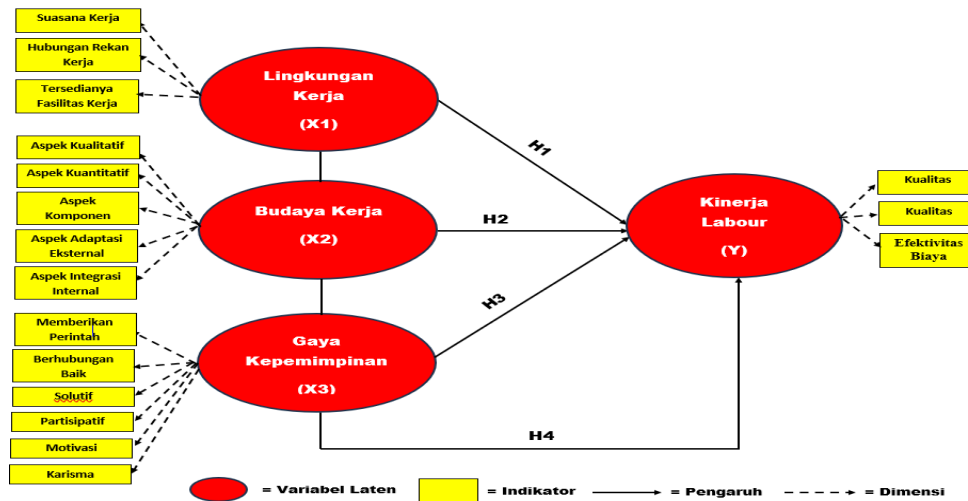 Suasana Kerja
Hubungan Rekan
Kerja
Tersedianya
Fasilitas Kerja
Aspek Kualitatif
Aspek Kuantitatif
Aspek
Komponen
Aspek Adaptasi
Eksternal
Aspek Integrasi
Internal
Memberikan
Perintah
Berhubungan
Baik
Solutif
Partisipatif
Motivasi
Karisma
Lingkungan
Kerja
(X1)
Budaya Kerja
(X2)
Gaya
Kepemimpinan
(X3)
H1
H2
H3
H4
Kinerja
Labour
(Y)
Kualitas
Kualitas
Efektivitas
Biaya
= Variabel Laten
= Indikator
= Pengaruh
= Dimensi